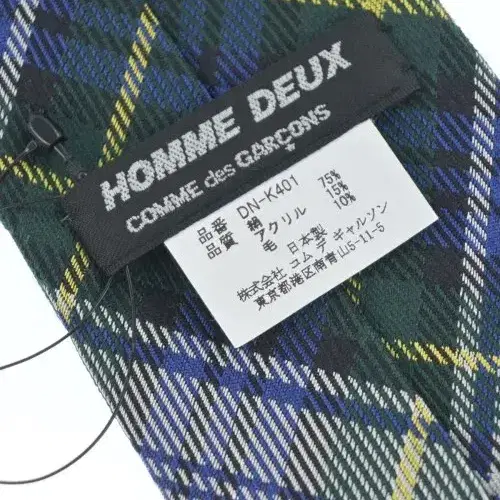 HOMME DEUX
COMME des GARÇONS
品番 DN-K401
品質 絹 75%
アクリル 15%
毛 10%
日本製
株式会社 コム デ ギャルソン
東京都港区南青山5-11-5